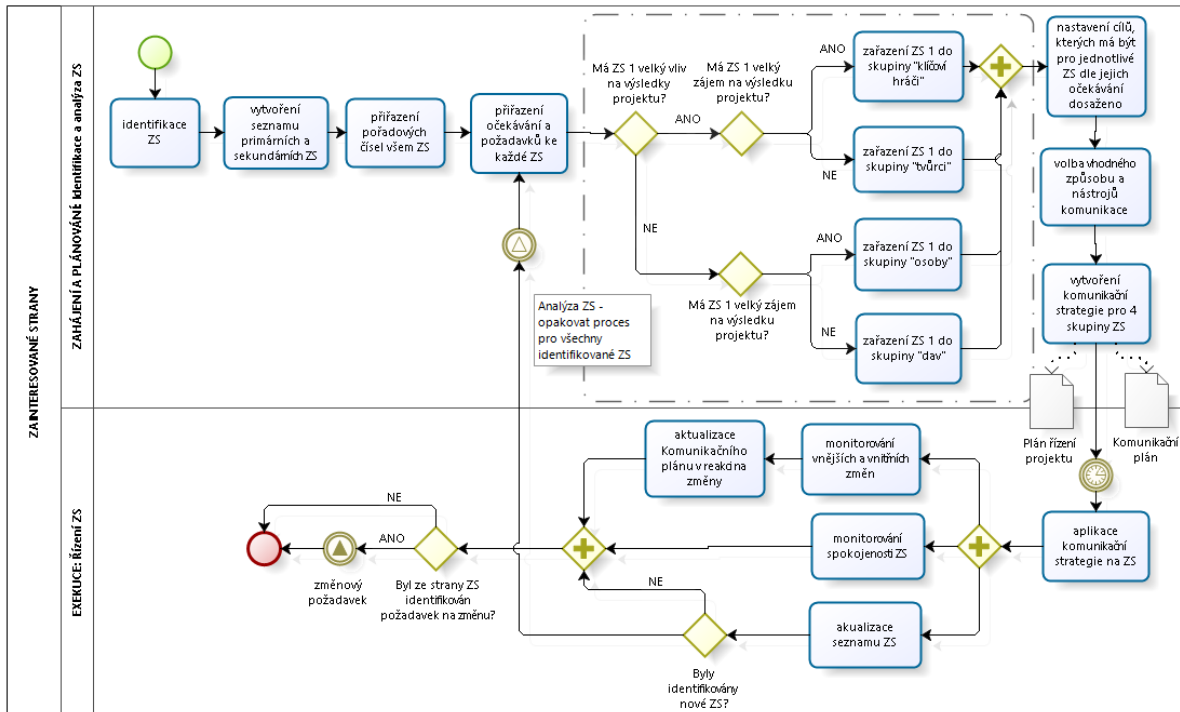 ZAINTERESOVANÉ STRANY
ZAHÁJENÍ A PLÁNOVÁNÍ: Identifikace a analýza ZS
identifikace
ZS
vytvoření
seznamu
primárních a
sekundárních ZS
přiřazení
pořadových
čísel všem ZS
přiřazení
očekávání a
požadavků ke
každé ZS
Má ZS 1 velký vliv
na výsledky
projektu?
ANO
NE
Má ZS 1 velký
zájem na výsledku
projektu?
ANO
NE
zařazení ZS 1 do
skupiny "klíčoví
hráči"
zařazení ZS 1 do
skupiny "tvůrci"
Má ZS 1 velký zájem
na výsledku
projektu?
ANO
NE
zařazení ZS 1 do
skupiny "osoby"
zařazení ZS 1 do
skupiny "dav"
Analýza ZS -
opakovat proces
pro všechny
identifikované ZS
nastavení cílů,
kterých má být
pro jednotlivé
ZS dle jejich
očekávání
dosaženo
volba vhodného
způsobu a
nástrojů
komunikace
vytvoření
komunikační
strategie pro 4
skupiny ZS
Plán řízení
projektu
Komunikační
plán
EXEKUCE: Řízení ZS
aplikace
komunikační
strategie na ZS
monitorování
vnějších a vnitřních
změn
aktualizace
Komunikačního
plánu v reakci na
změny
monitorování
spokojenosti ZS
akualizace
seznamu ZS
Byly
identifikovány
nové ZS?
NE
Byl ze strany ZS
identifikován
požadavek na změnu?
NE
ANO
změnový
požadavek